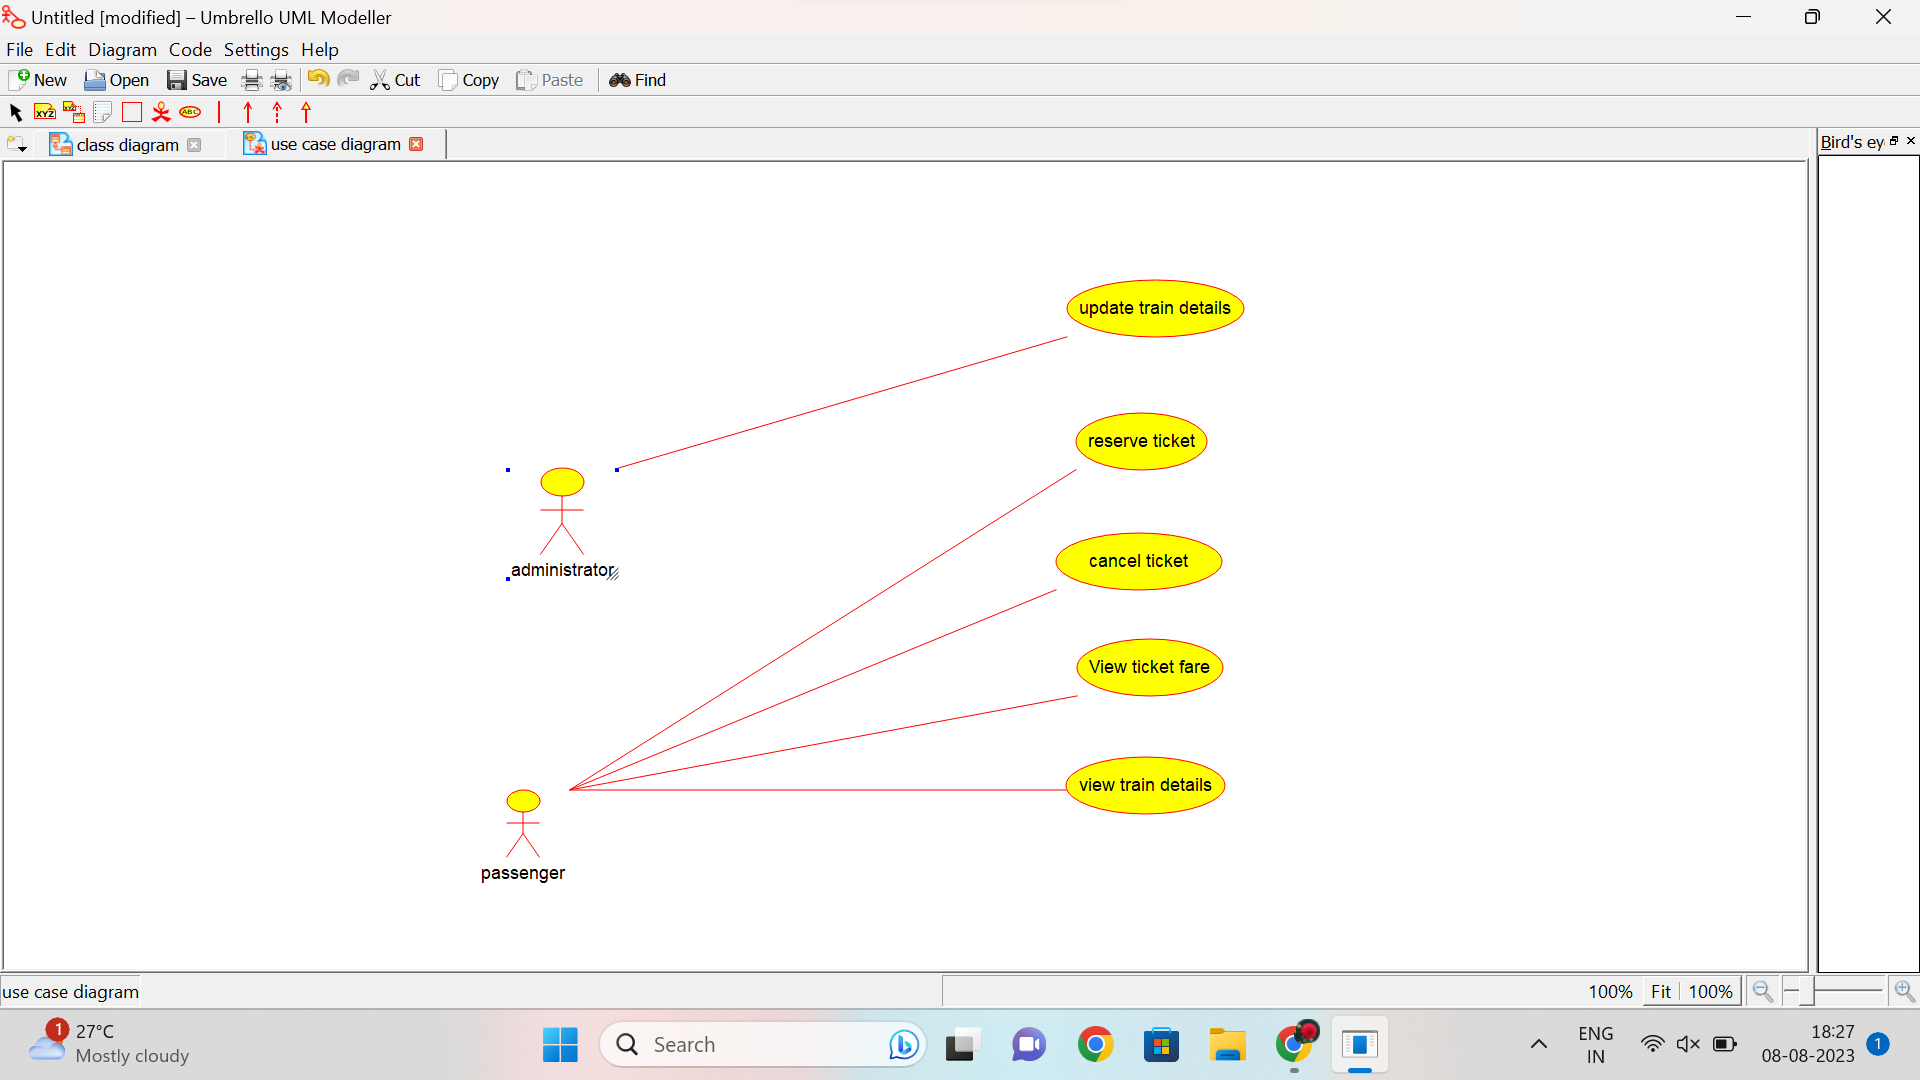 Untitled [modified] – Umbrello UML Modeller
File Edit Diagram Code Settings Help
New Open Save Cut Copy Paste Find
XYZ XYZ ABC
class diagram use case diagram Bird's ey
update train details
reserve ticket
administrator
cancel ticket
View ticket fare
view train details
passenger
use case diagram 100% Fit 100%
1 27°C
Mostly cloudy
Search
ENG
IN
18:27
08-08-2023
1